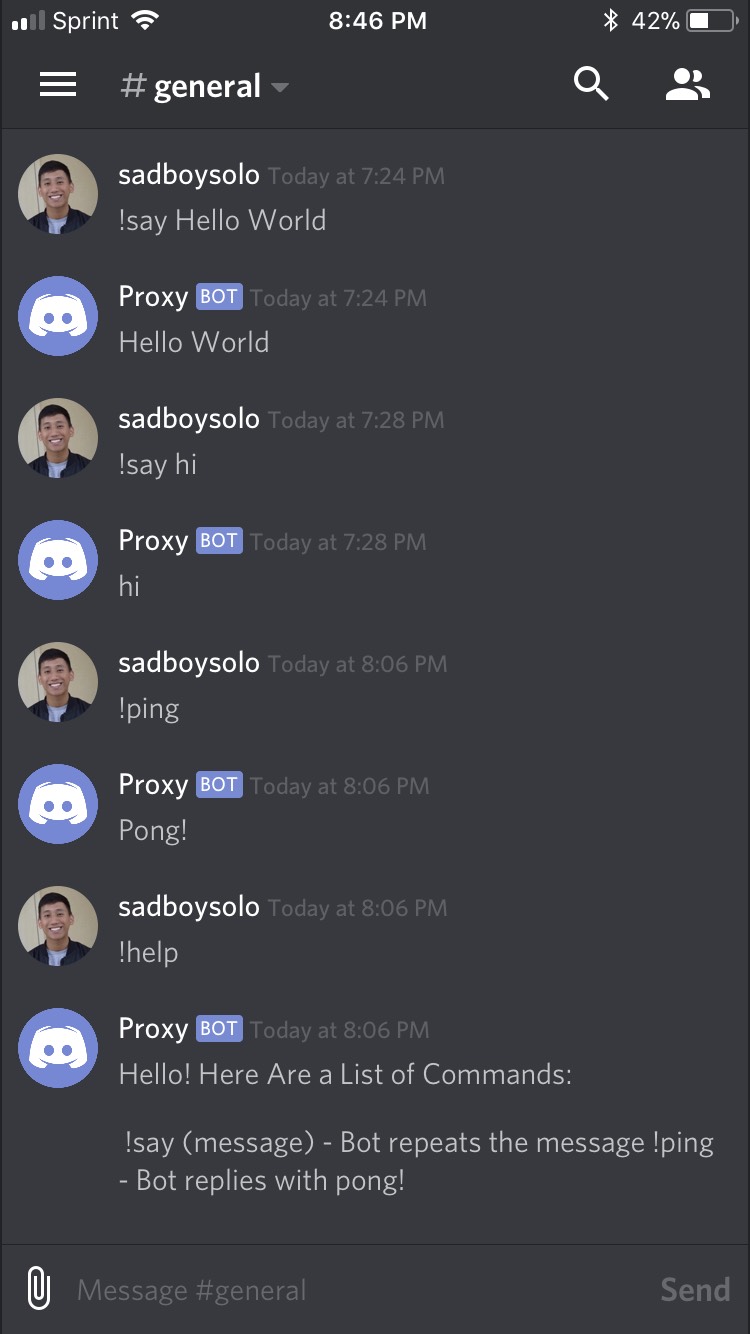 Sprint 8:46 PM 42%
# general
sadboysolo Today at 7:24 PM
!say Hello World
Proxy BOT Today at 7:24 PM
Hello World
sadboysolo Today at 7:28 PM
!say hi
Proxy BOT Today at 7:28 PM
hi
sadboysolo Today at 8:06 PM
!ping
Proxy BOT Today at 8:06 PM
Pong!
sadboysolo Today at 8:06 PM
!help
Proxy BOT Today at 8:06 PM
Hello! Here Are a List of Commands:
!say (message) - Bot repeats the message !ping
- Bot replies with pong!
Message #general Send